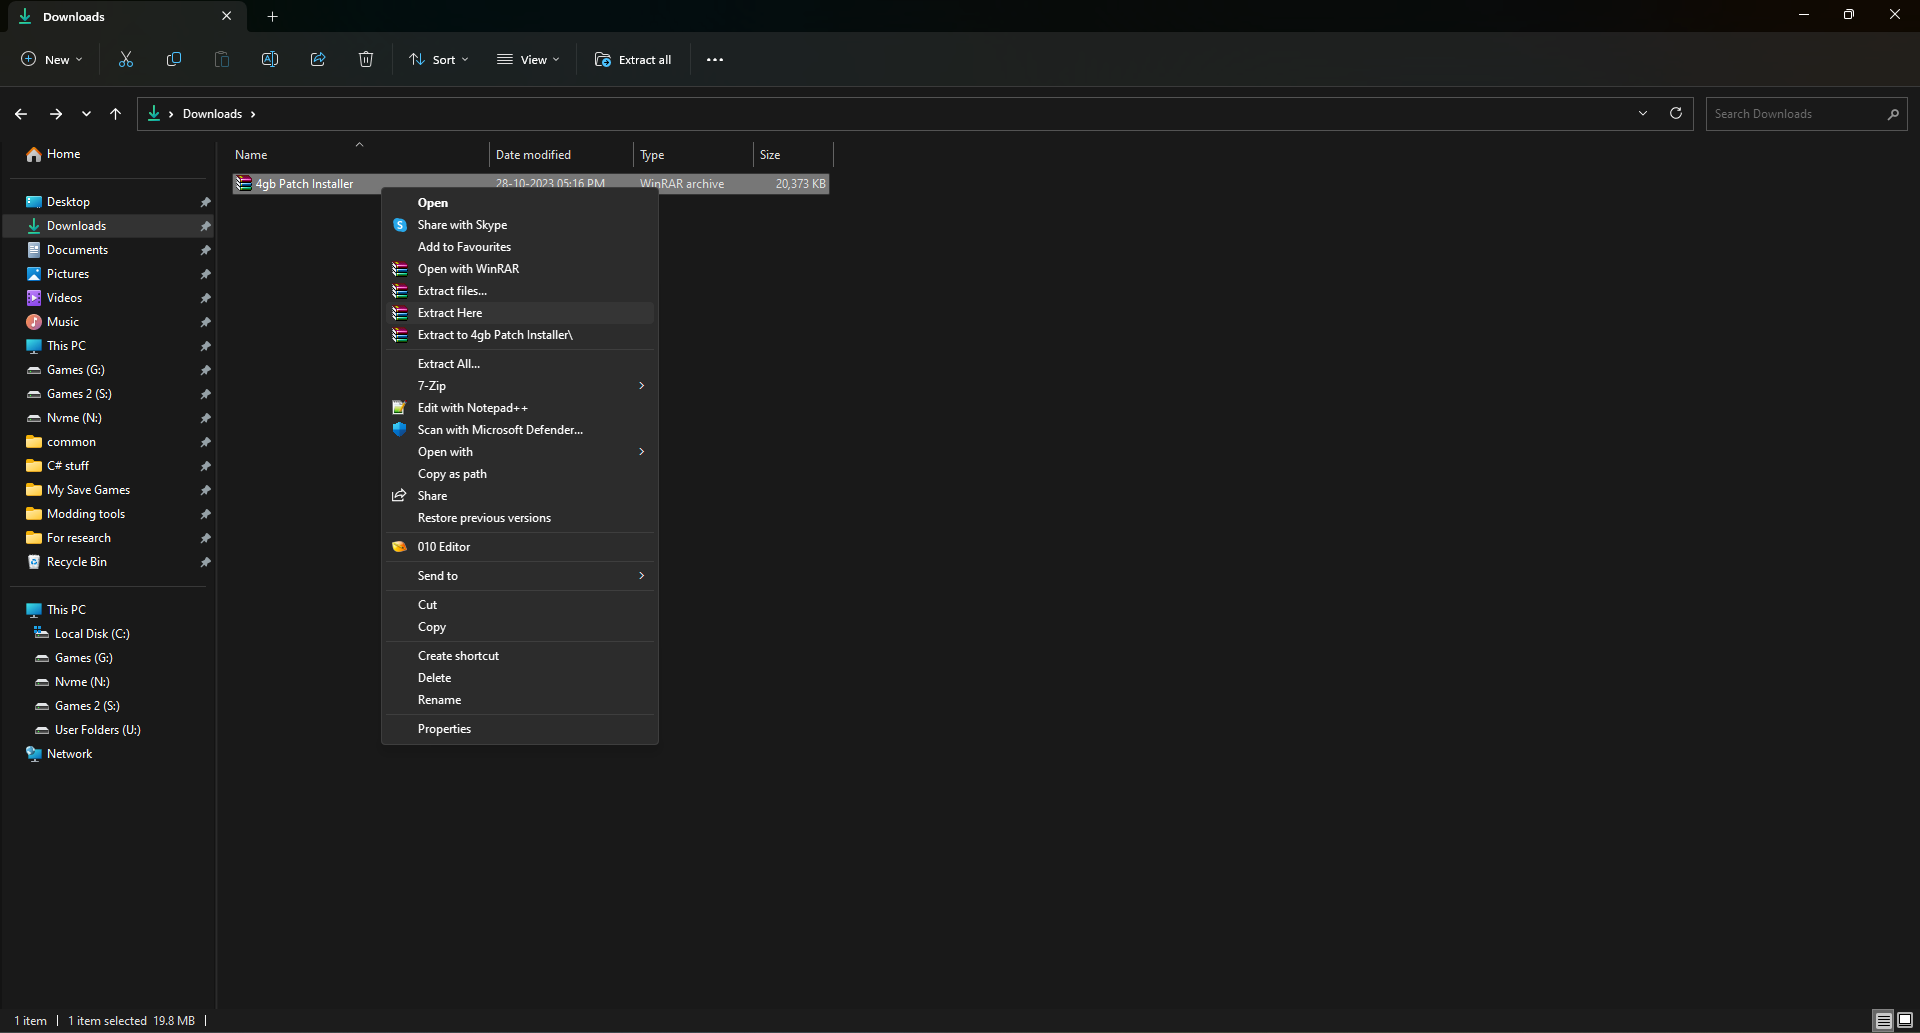 Downloads
New
Sort
View
Extract all
Downloads
Search Downloads
Home
Desktop
Downloads
Documents
Pictures
Videos
Music
This PC
Games (G:)
Games 2 (S:)
Nvme (N:)
common
C# stuff
My Save Games
Modding tools
For research
Recycle Bin
This PC
Local Disk (C:)
Games (G:)
Nvme (N:)
Games 2 (S:)
User Folders (U:)
Network
Name Date modified Type Size
4gb Patch Installer 28-10-2023 05:16 PM WinRAR archive 20,373 KB
Open
Share with Skype
Add to Favourites
Open with WinRAR
Extract files...
Extract Here
Extract to 4gb Patch Installer\
Extract All...
7-Zip
Edit with Notepad++
Scan with Microsoft Defender...
Open with
Copy as path
Share
Restore previous versions
010 Editor
Send to
Cut
Copy
Create shortcut
Delete
Rename
Properties
1 item 1 item selected 19.8 MB